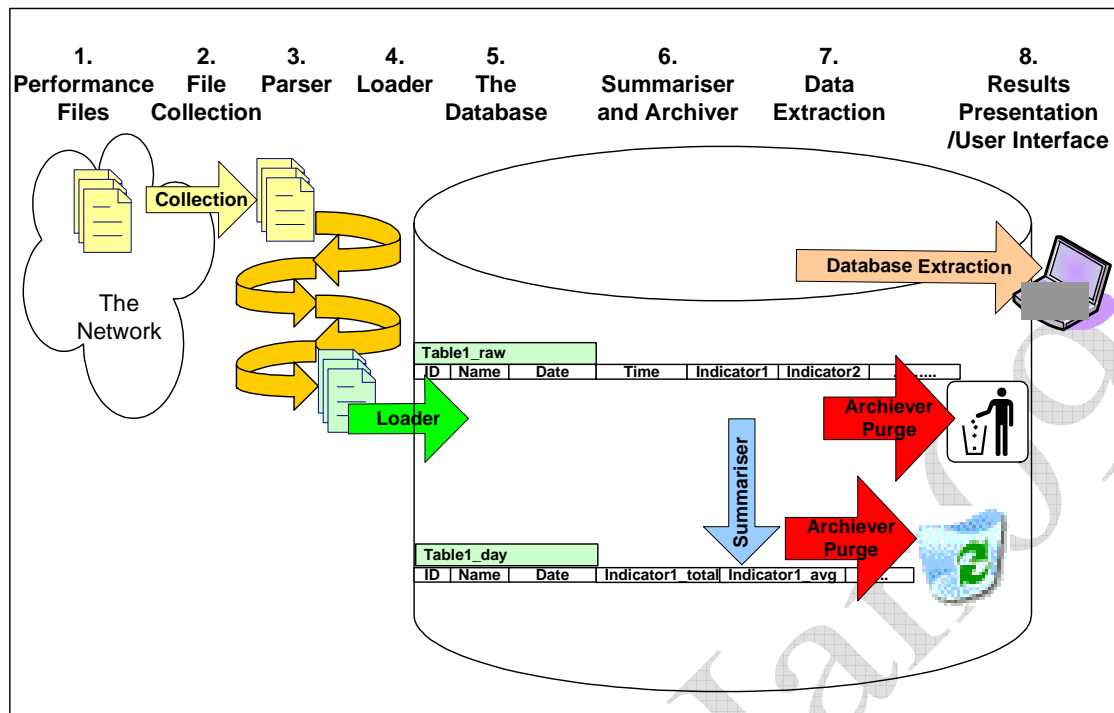 1.
Performance
Files
2.
File
Collection
3.
Parser
4.
Loader
5.
The
Database
6.
Summariser
and Archiver
7.
Data
Extraction
8.
Results
Presentation
/User Interface
Collection
The
Network
Database Extraction
Table1_raw
ID Name Date Time Indicator1 Indicator2 .........
Loader
Archiever
Purge
Summariser
Archiever
Purge
Table1_day
ID Name Date Indicator1_total Indicator1_avg ...